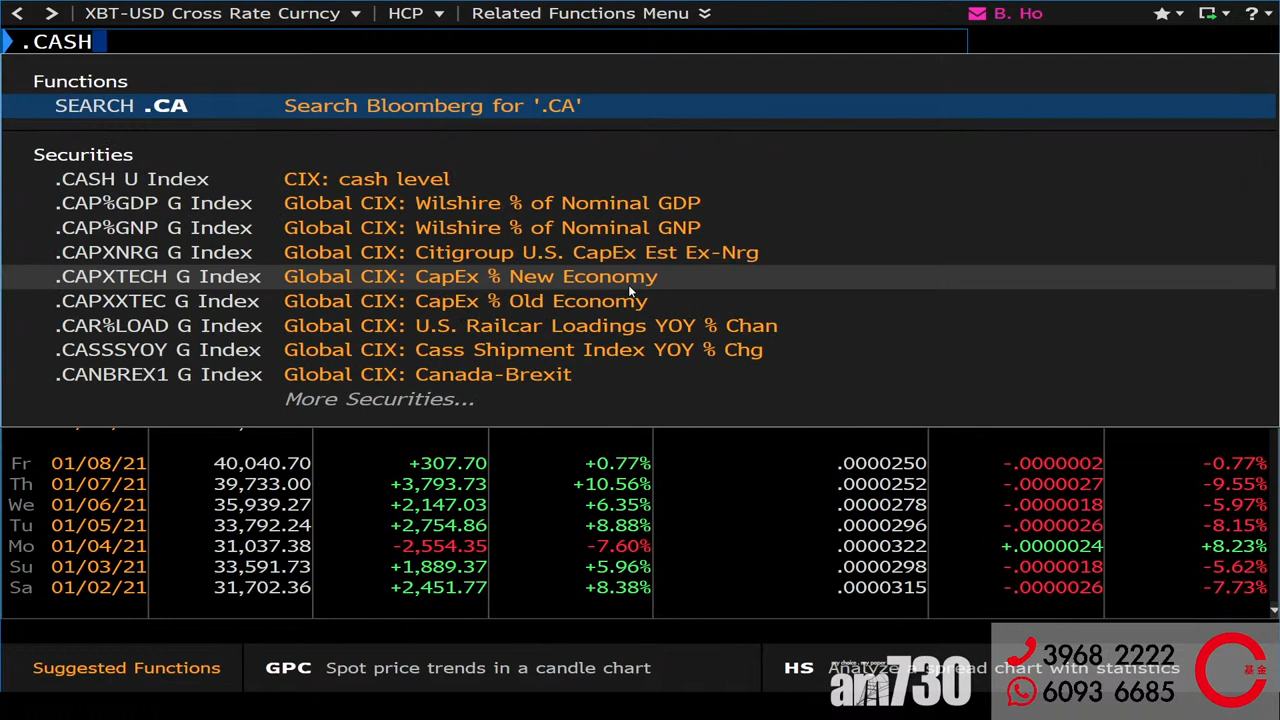 XBT-USD Cross Rate Curncy HCP Related Functions Menu B. Ho ?
.CASH
Functions
SEARCH .CA Search Bloomberg for '.CA'
Securities
.CASH U Index CIX: cash level
.CAP%GDP G Index Global CIX: Wilshire % of Nominal GDP
.CAP%GNP G Index Global CIX: Wilshire % of Nominal GNP
.CAPXNRG G Index Global CIX: Citigroup U.S. CapEx Est Ex-Nrg
.CAPXTECH G Index Global CIX: CapEx % New Economy
.CAPXXTEC G Index Global CIX: CapEx % Old Economy
.CAR%LOAD G Index Global CIX: U.S. Railcar Loadings YOY % Chan
.CASSSYOY G Index Global CIX: Cass Shipment Index YOY % Chg
.CANBREX1 G Index Global CIX: Canada-Brexit
More Securities...
Fr 01/08/21 40,040.70 +307.70 +0.77% .0000250 -.0000002 -0.77%
Th 01/07/21 39,733.00 +3,793.73 +10.56% .0000252 -.0000027 -9.55%
We 01/06/21 35,939.27 +2,147.03 +6.35% .0000278 -.0000018 -5.97%
Tu 01/05/21 33,792.24 +2,754.86 +8.88% .0000296 -.0000026 -8.15%
Mo 01/04/21 31,037.38 -2,554.35 -7.60% .0000322 +.0000024 +8.23%
Su 01/03/21 33,591.73 +1,889.37 +5.96% .0000298 -.0000018 -5.62%
Sa 01/02/21 31,702.36 +2,451.77 +8.38% .0000315 -.0000026 -7.73%
Suggested Functions GPC Spot price trends in a candle chart HS Analyze a spread chart with statistics
my choice, my paper
am730
3968 2222
6093 6685
基金